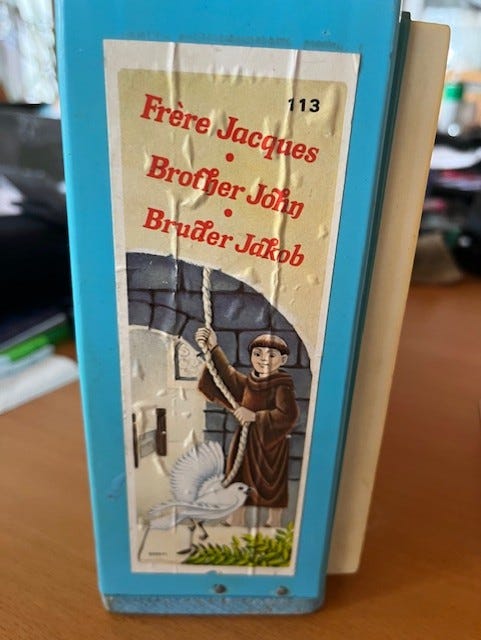 113
Frère Jacques
•
Brother John
•
Bruder Jakob